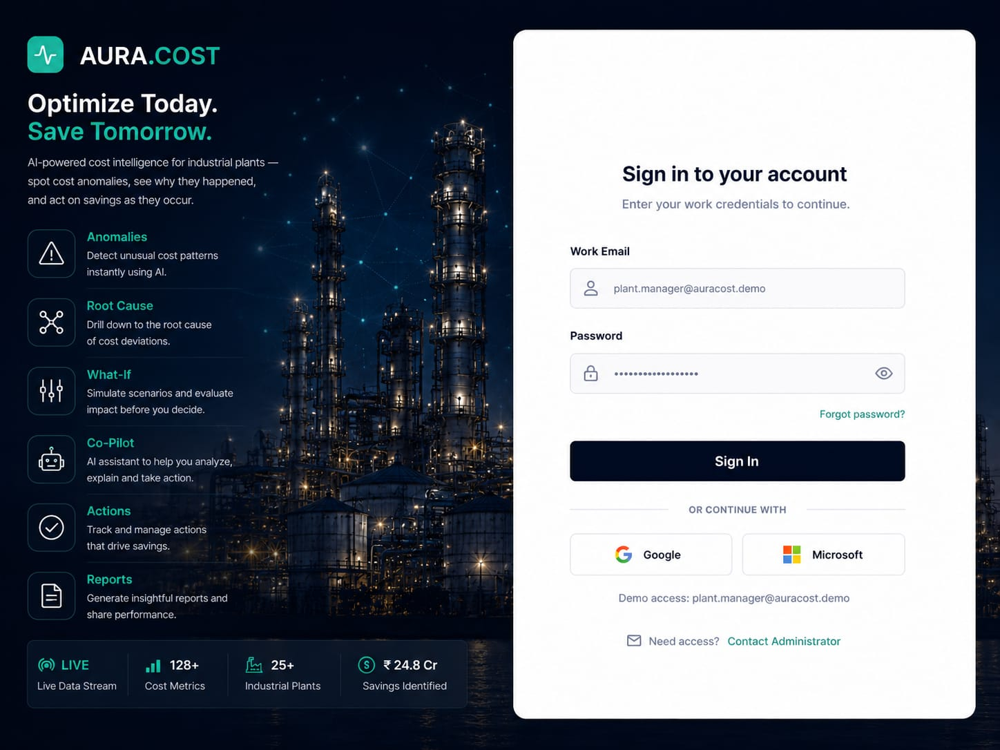 AURA.COST
Optimize Today.
Save Tomorrow.
AI-powered cost intelligence for industrial plants —
spot cost anomalies, see why they happened,
and act on savings as they occur.
Anomalies
Detect unusual cost patterns
instantly using AI.
Root Cause
Drill down to the root cause
of cost deviations.
What-If
Simulate scenarios and evaluate
impact before you decide.
Co-Pilot
AI assistant to help you analyze,
explain and take action.
Actions
Track and manage actions
that drive savings.
Reports
Generate insightful reports and
share performance.
LIVE
Live Data Stream
128+
Cost Metrics
25+
Industrial Plants
₹ 24.8 Cr
Savings Identified
Sign in to your account
Enter your work credentials to continue.
Work Email
plant.manager@auracost.demo
Password
••••••••••••••••••
Forgot password?
Sign In
OR CONTINUE WITH
Google
Microsoft
Demo access: plant.manager@auracost.demo
Need access? Contact Administrator